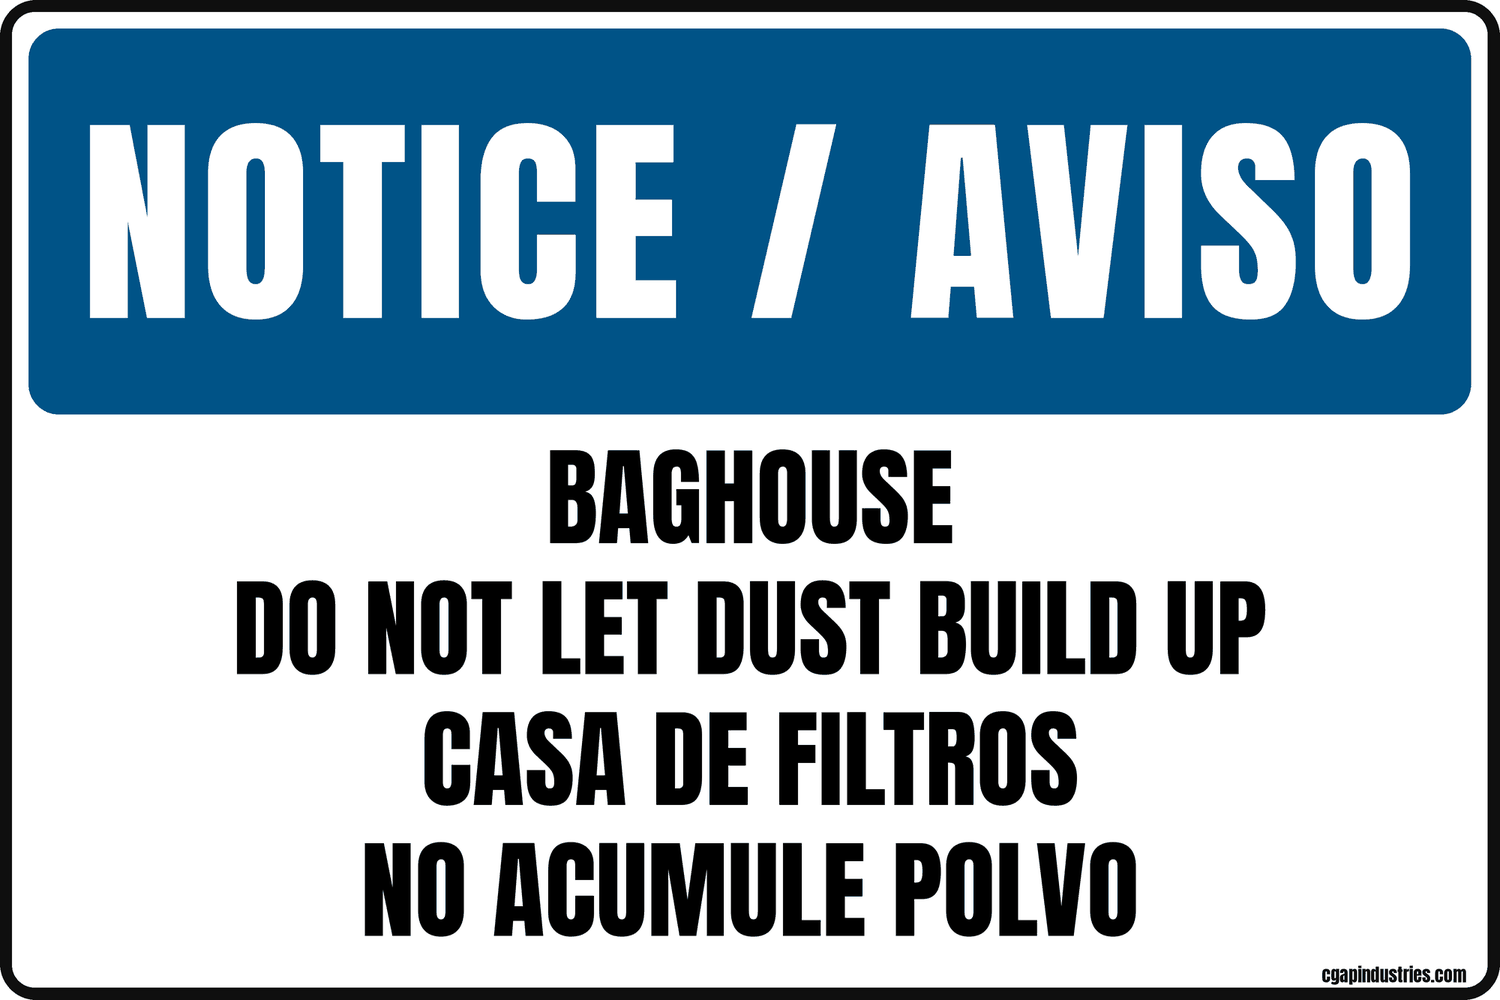 NOTICE / AVISO
BAGHOUSE
DO NOT LET DUST BUILD UP
CASA DE FILTROS
NO ACUMULE POLVO
cgapindustries.com